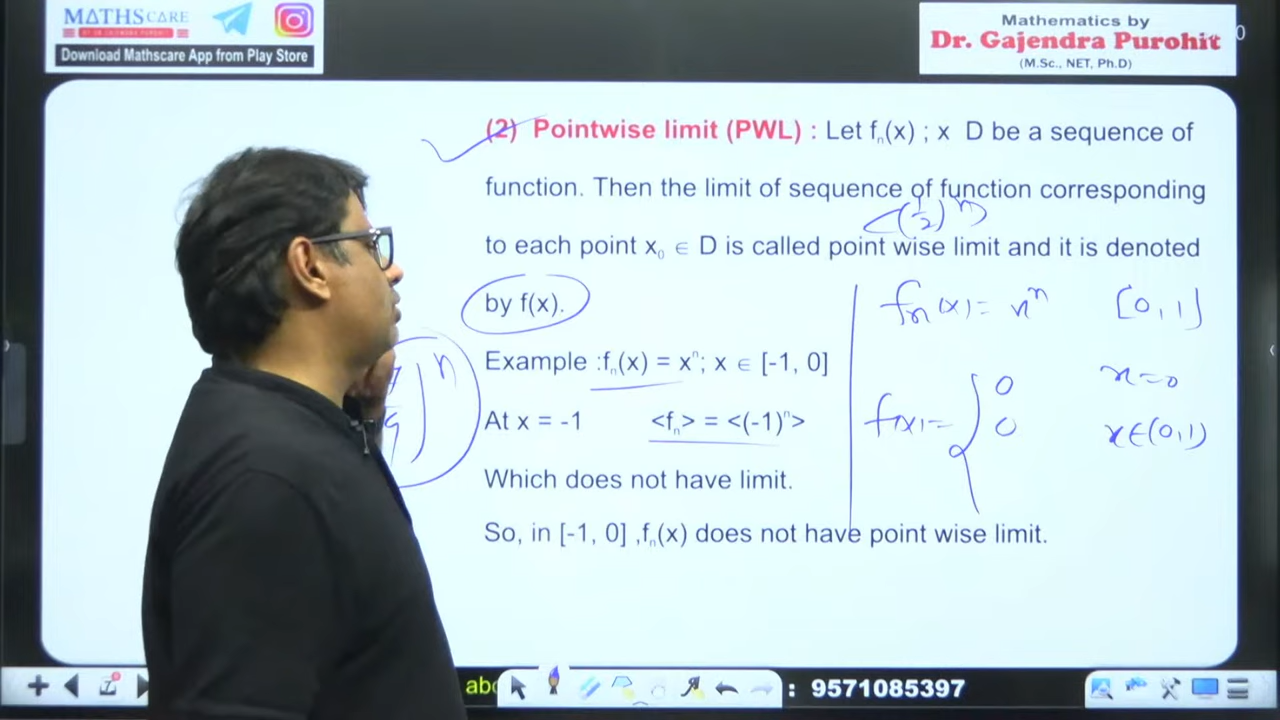 MATHSCARE
Download Mathscare App from Play Store
Mathematics by
Dr. Gajendra Purohit
(M.Sc., NET, Ph.D)
0
(2) Pointwise limit (PWL) : Let fₙ(x) ; x D be a sequence of
function. Then the limit of sequence of function corresponding
<(1/2)ⁿ>
to each point x₀ ∈ D is called point wise limit and it is denoted
by f(x).
fₙ(x) = xⁿ [0,1]
Example :fₙ(x) = xⁿ; x ∈ [-1, 0]
f(x) = { 0 x=0
0 x∈(0,1)
)ⁿ
At x = -1 <fₙ> = <(-1)ⁿ>
Which does not have limit.
So, in [-1, 0] ,fₙ(x) does not have point wise limit.
abo
: 9571085397